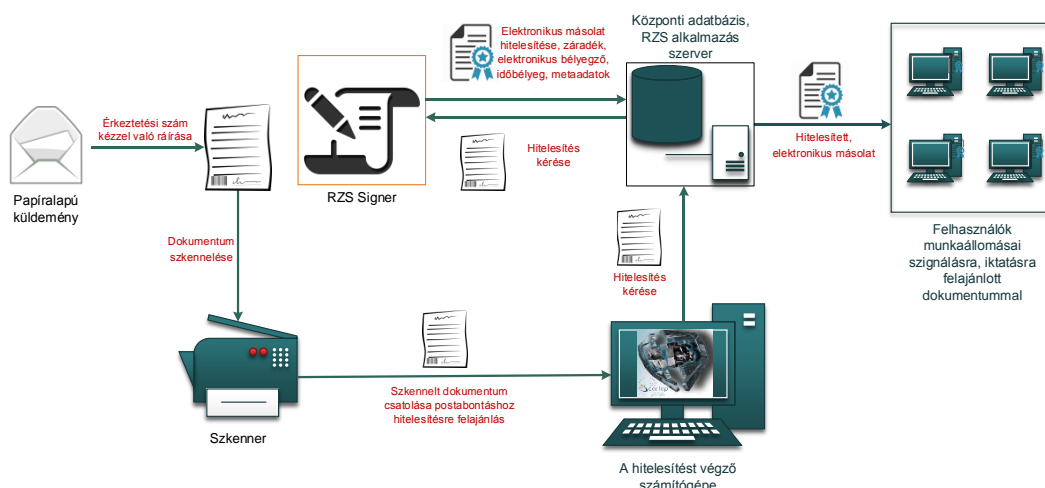 Központi adatbázis,
RZS alkalmazás
szerver
Elektronikus másolat
hitelesítése, záradék,
elektronikus bélyegző,
időbélyeg, metaadatok
Érkeztetési szám
kézzel való ráírása
Hitelesítés
kérése
Hitelesített,
elektronikus másolat
Papíralapú
küldemény
RZS Signer
Felhasználók
munkaállomásai
szignálásra, iktatásra
felajánlott
dokumentummal
Dokumentum
szkennelése
Hitelesítés
kérése
Szkennelt dokumentum
csatolása postabontáshoz
hitelesítésre felajánlás
Szkenner
A hitelesítést végző
számítógépe